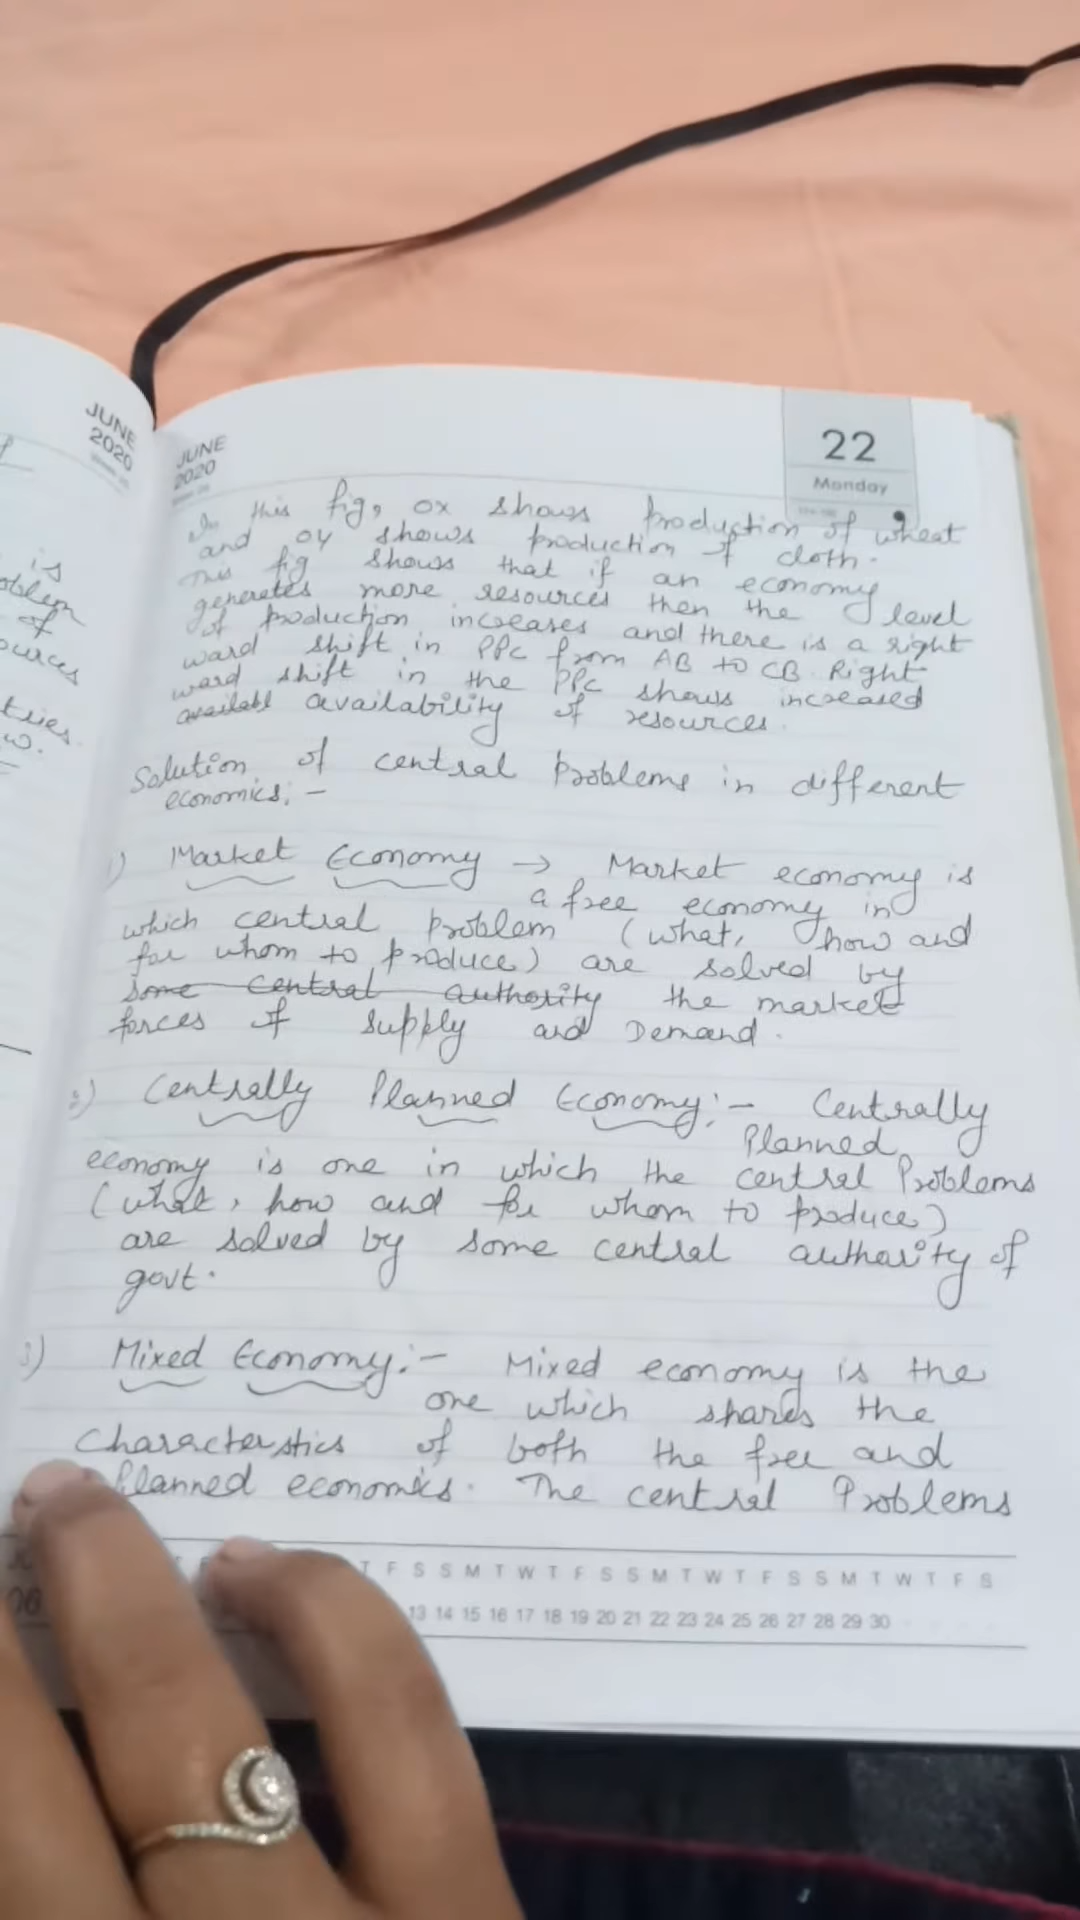 JUNE
2020
JUNE
2020
22
Monday
is
oblem
of
ources
tries.
w.
In this fig, ox shows production of wheat
and oy shows production of cloth.
This fig shows that if an economy
generates more resources then the level
of production increases and there is a right
ward shift in PPC from AB to CB. Right
ward shift in the PPC shows increased
availabl availability of resources.
Solution of central problems in different
economics:-
1) Market Economy → Market economy is
a free economy in
which central problem (what, how and
for whom to produce) are solved by
some central authority the market
forces of supply and Demand.
2) Centrally Planned Economy:- Centrally
Planned
economy is one in which the central Problems
(what, how and for whom to produce)
are solved by some central authority of
govt.
3) Mixed Economy:- Mixed economy is the
one which shares the
characterstics of both the free and
Planned economics. The central Problems
T F S S M T W T F S S M T W T F S S M T W T F S
13 14 15 16 17 18 19 20 21 22 23 24 25 26 27 28 29 30